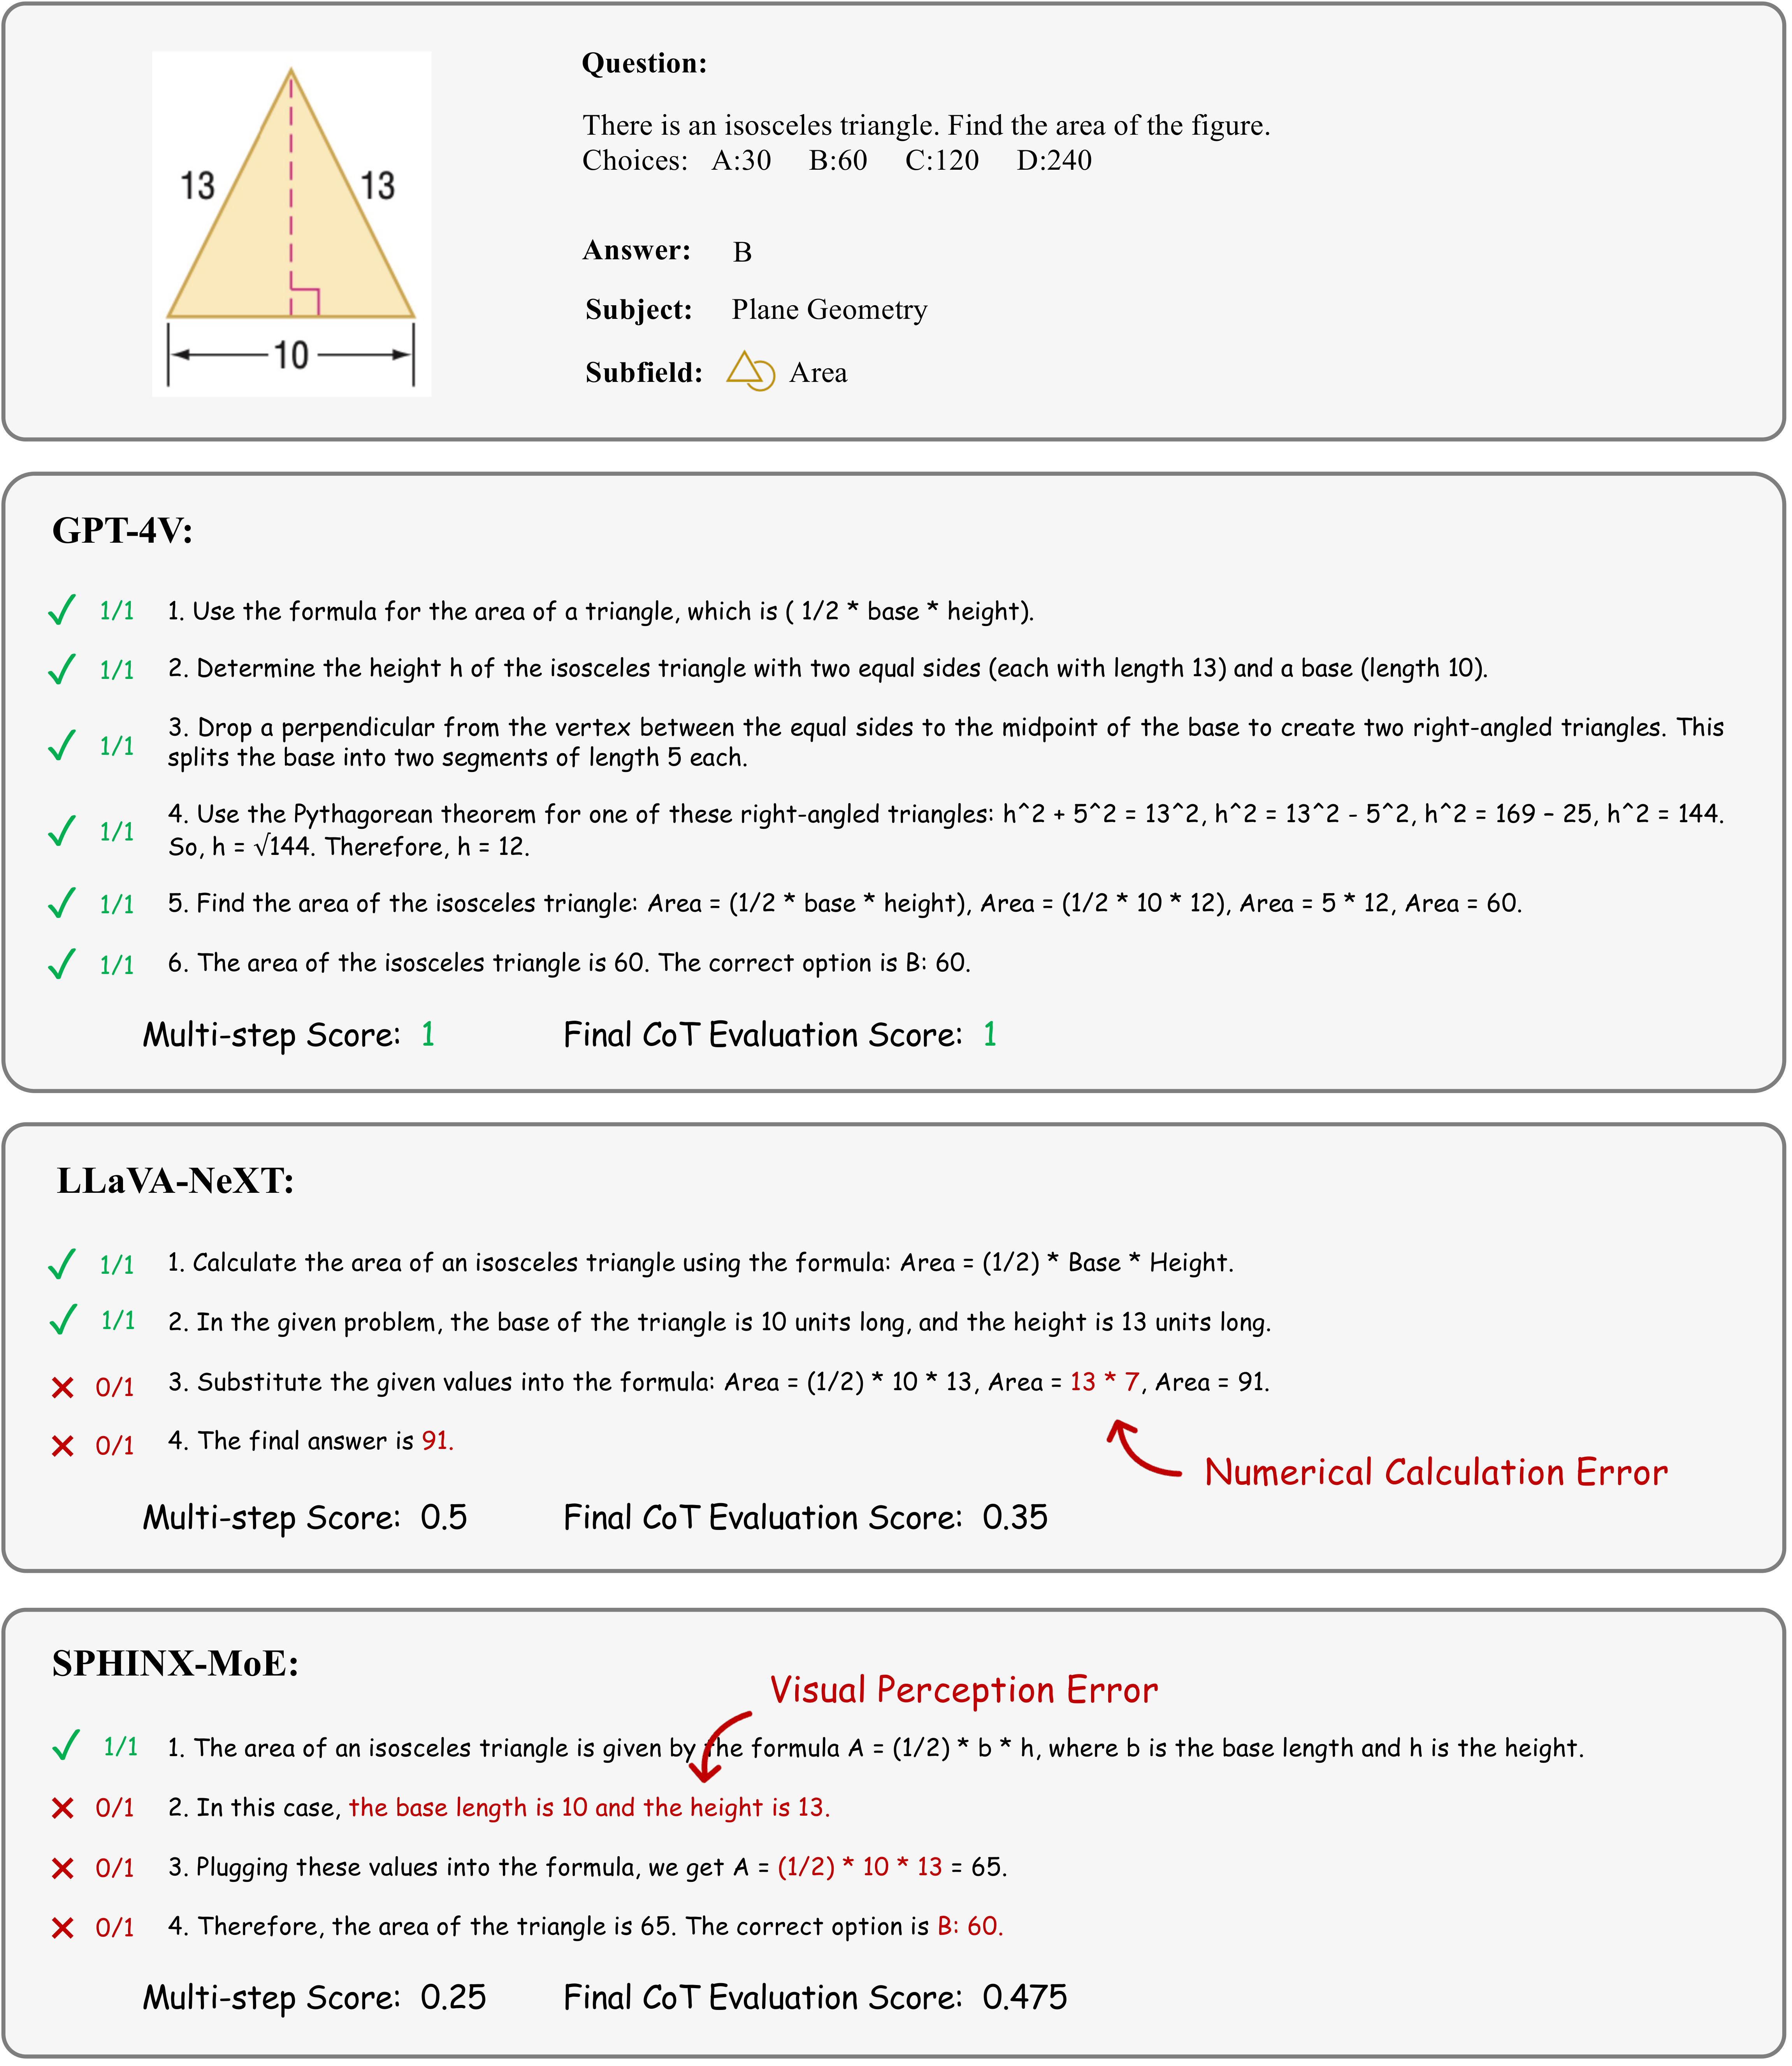 Question:
There is an isosceles triangle. Find the area of the figure.
Choices: A:30 B:60 C:120 D:240
13
13
10
Answer: B
Subject: Plane Geometry
Subfield: Area
GPT-4V:
1/1 1. Use the formula for the area of a triangle, which is ( 1/2 * base * height).
1/1 2. Determine the height h of the isosceles triangle with two equal sides (each with length 13) and a base (length 10).
1/1 3. Drop a perpendicular from the vertex between the equal sides to the midpoint of the base to create two right-angled triangles. This
splits the base into two segments of length 5 each.
1/1 4. Use the Pythagorean theorem for one of these right-angled triangles: h^2 + 5^2 = 13^2, h^2 = 13^2 - 5^2, h^2 = 169 – 25, h^2 = 144.
So, h = √144. Therefore, h = 12.
1/1 5. Find the area of the isosceles triangle: Area = (1/2 * base * height), Area = (1/2 * 10 * 12), Area = 5 * 12, Area = 60.
1/1 6. The area of the isosceles triangle is 60. The correct option is B: 60.
Multi-step Score: 1 Final CoT Evaluation Score: 1
LLaVA-NeXT:
1/1 1. Calculate the area of an isosceles triangle using the formula: Area = (1/2) * Base * Height.
1/1 2. In the given problem, the base of the triangle is 10 units long, and the height is 13 units long.
0/1 3. Substitute the given values into the formula: Area = (1/2) * 10 * 13, Area = 13 * 7, Area = 91.
0/1 4. The final answer is 91.
Numerical Calculation Error
Multi-step Score: 0.5 Final CoT Evaluation Score: 0.35
SPHINX-MoE:
Visual Perception Error
1/1 1. The area of an isosceles triangle is given by the formula A = (1/2) * b * h, where b is the base length and h is the height.
0/1 2. In this case, the base length is 10 and the height is 13.
0/1 3. Plugging these values into the formula, we get A = (1/2) * 10 * 13 = 65.
0/1 4. Therefore, the area of the triangle is 65. The correct option is B: 60.
Multi-step Score: 0.25 Final CoT Evaluation Score: 0.475